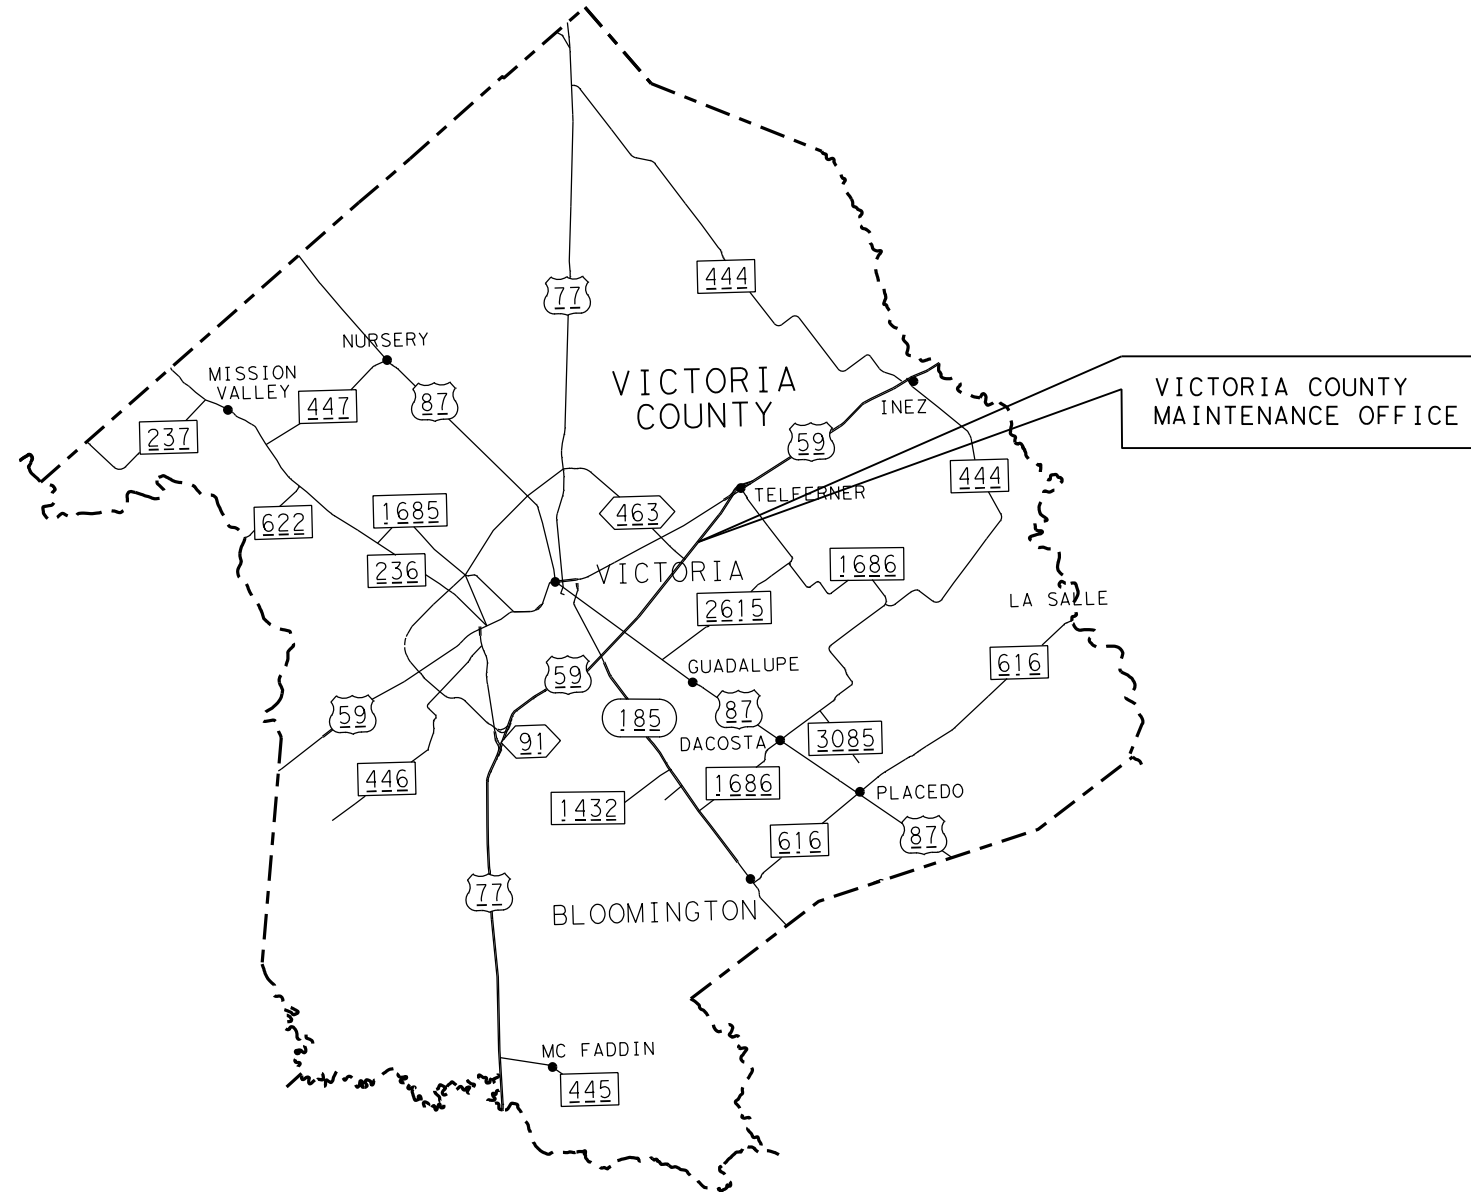 77
444
NURSERY
VICTORIA
COUNTY
VICTORIA COUNTY
MAINTENANCE OFFICE
MISSION
VALLEY
447
87
INEZ
237
59
444
TELFERNER
622
1685
463
236
VICTORIA
1686
2615
LA SALLE
GUADALUPE
616
59
59
185
87
DACOSTA
3085
91
446
1686
1432
PLACEDO
616
87
77
BLOOMINGTON
MC FADDIN
445